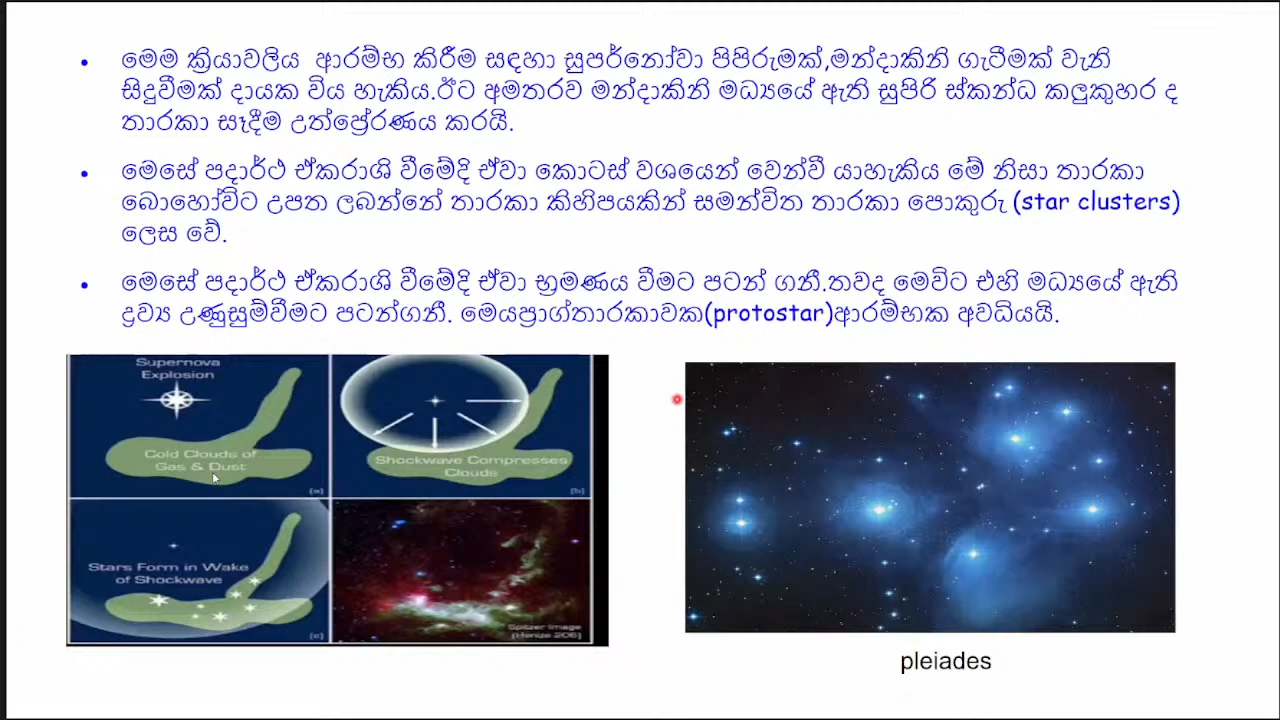 • මෙම ක්‍රියාවලිය ආරම්භ කිරීම සඳහා සුපර්නෝවා පිපිරුමක්,මන්දාකිනි ගැටීමක් වැනි
සිදුවීමක් දායක විය හැකිය.ඊට අමතරව මන්දාකිනි මධ්‍යයේ ඇති සුපිරි ස්කන්ධ කලුකුහර ද
තාරකා සෑදීම උත්ප්‍රේරණය කරයි.
• මෙසේ පදාර්ථ ඒකරාශි වීමේදි ඒවා කොටස් වශයෙන් වෙන්වී යාහැකිය මේ නිසා තාරකා
බොහෝවිට උපත ලබන්නේ තාරකා කිහිපයකින් සමන්විත තාරකා පොකුරු (star clusters)
ලෙස වේ.
• මෙසේ පදාර්ථ ඒකරාශි වීමේදි ඒවා භ්‍රමණය වීමට පටන් ගනී.තවද මෙවිට එහි මධ්‍යයේ ඇති
ද්‍රව්‍ය උණුසුම්වීමට පටන්ගනී. මෙයප්‍රාග්තාරකාවක(protostar)ආරම්භක අවධියයි.
Supernova
Explosion
Cold Clouds of
Gas & Dust
(a)
Shockwave Compresses
Clouds
(b)
Stars Form in Wake
of Shockwave
(c)
Spitzer Image
(Henize 206)
pleiades